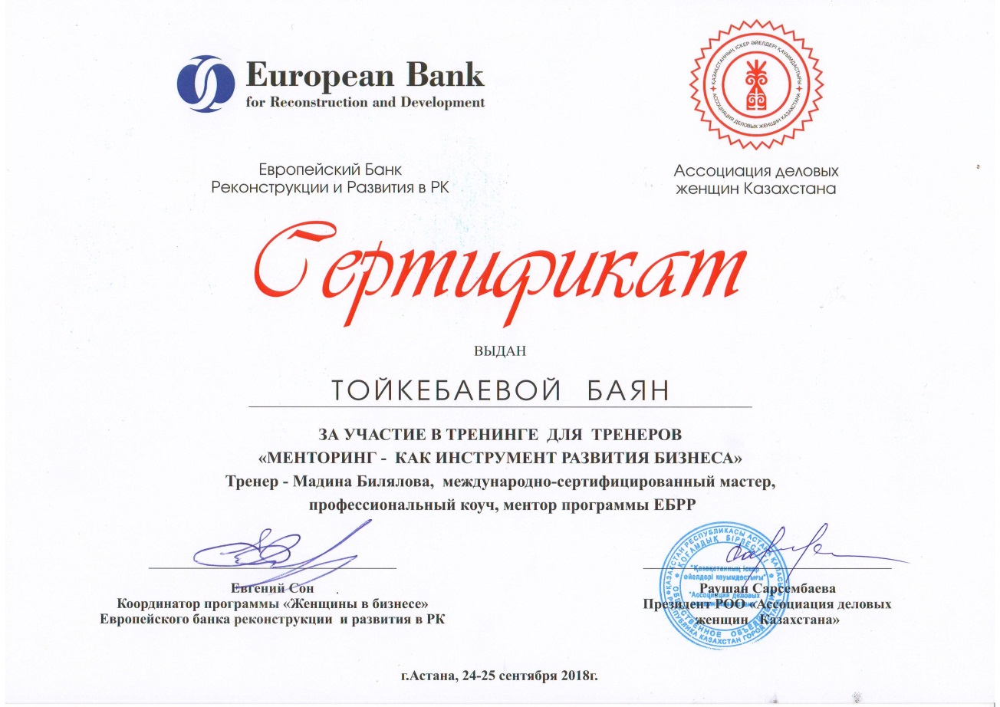 European Bank
for Reconstruction and Development
ҚАЗАҚСТАННЫҢ ІСКЕР ӘЙЕЛДЕРІ ҚАУЫМДАСТЫҒЫ
АССОЦИАЦИЯ ДЕЛОВЫХ ЖЕНЩИН КАЗАХСТАНА
Европейский Банк
Реконструкции и Развития в РК
Ассоциация деловых
женщин Казахстана
Сертификат
ВЫДАН
ТОЙКЕБАЕВОЙ БАЯН
ЗА УЧАСТИЕ В ТРЕНИНГЕ ДЛЯ ТРЕНЕРОВ
«МЕНТОРИНГ - КАК ИНСТРУМЕНТ РАЗВИТИЯ БИЗНЕСА»
Тренер - Мадина Билялова, международно-сертифицированный мастер,
профессиональный коуч, ментор программы ЕБРР
Евгений Сон
Координатор программы «Женщины в бизнесе»
Европейского банка реконструкции и развития в РК
ҚАЗАҚСТАН РЕСПУБЛИКАСЫ АСТАНА ҚАЛАСЫ
ҚОҒАМДЫҚ БІРЛЕСТІГІ
"Қазақстанның іскер
әйелдері қауымдастығы"
"Ассоциация деловых
ОБЩЕСТВЕННОЕ ОБЪЕДИНЕНИЕ
РЕСПУБЛИКА КАЗАХСТАН ГОРОД АСТАНА
Раушан Сарсембаева
Президент РОО «Ассоциация деловых
женщин Казахстана»
г.Астана, 24-25 сентября 2018г.